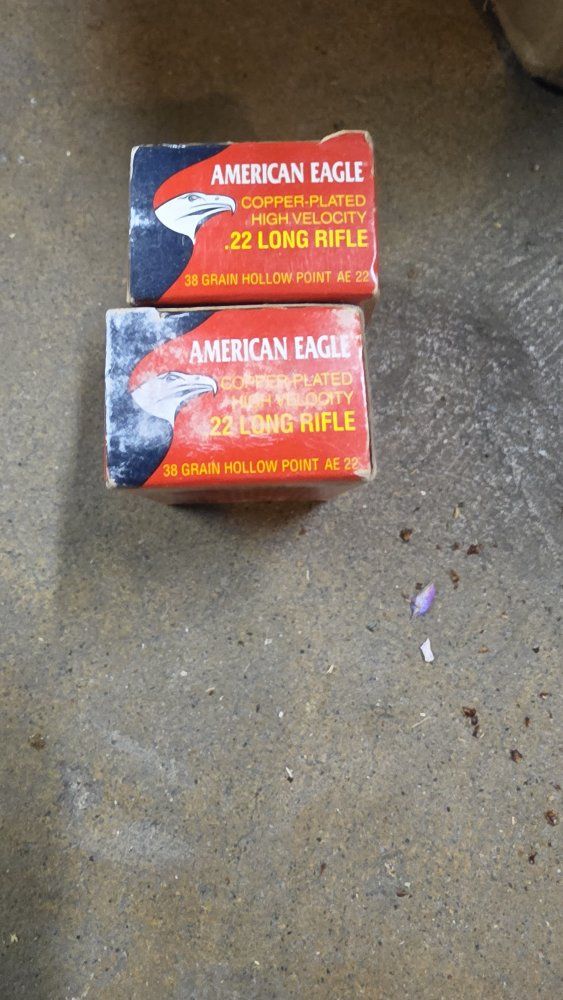 AMERICAN EAGLE
COPPER-PLATED
HIGH VELOCITY
.22 LONG RIFLE
38 GRAIN HOLLOW POINT AE 22
AMERICAN EAGLE
COPPER-PLATED
HIGH VELOCITY
.22 LONG RIFLE
38 GRAIN HOLLOW POINT AE 22